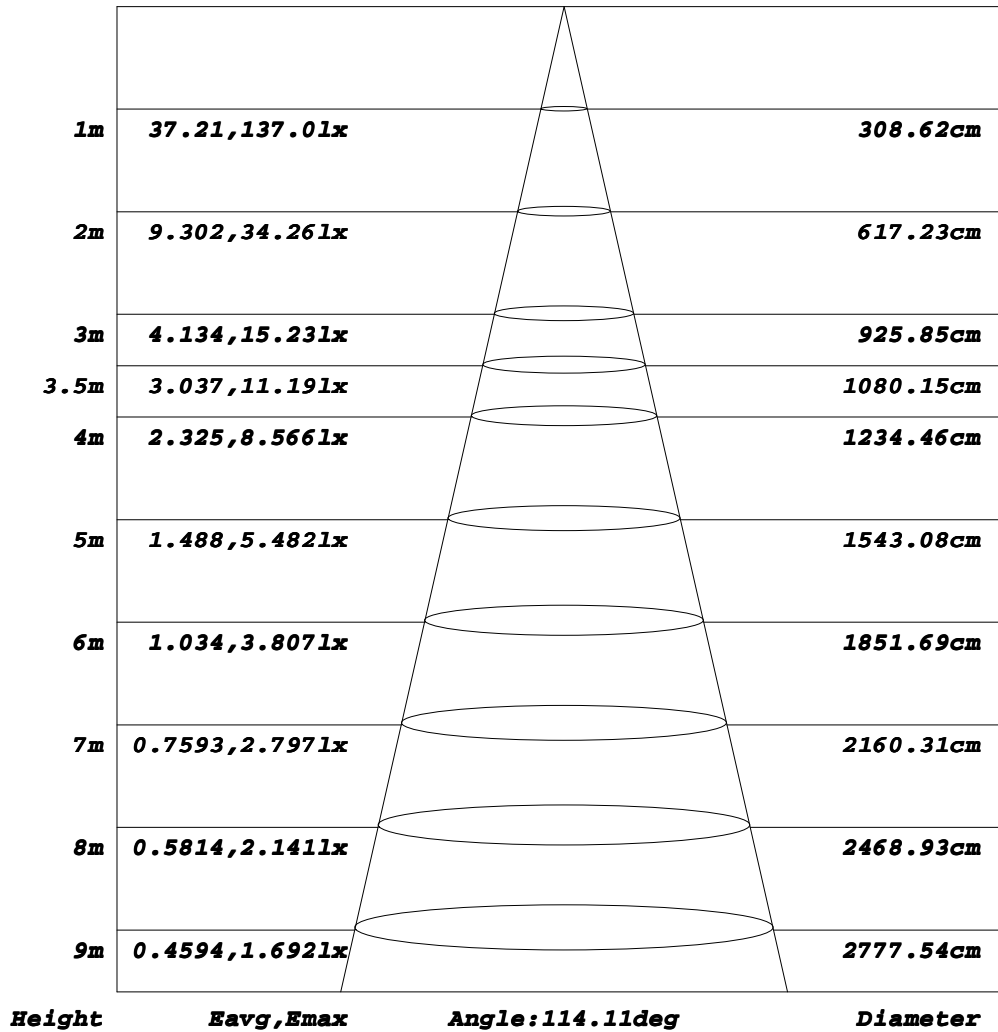 1m 37.21,137.0lx 308.62cm
2m 9.302,34.26lx 617.23cm
3m 4.134,15.23lx 925.85cm
3.5m 3.037,11.19lx 1080.15cm
4m 2.325,8.566lx 1234.46cm
5m 1.488,5.482lx 1543.08cm
6m 1.034,3.807lx 1851.69cm
7m 0.7593,2.797lx 2160.31cm
8m 0.5814,2.141lx 2468.93cm
9m 0.4594,1.692lx 2777.54cm
Height Eavg,Emax Angle:114.11deg Diameter